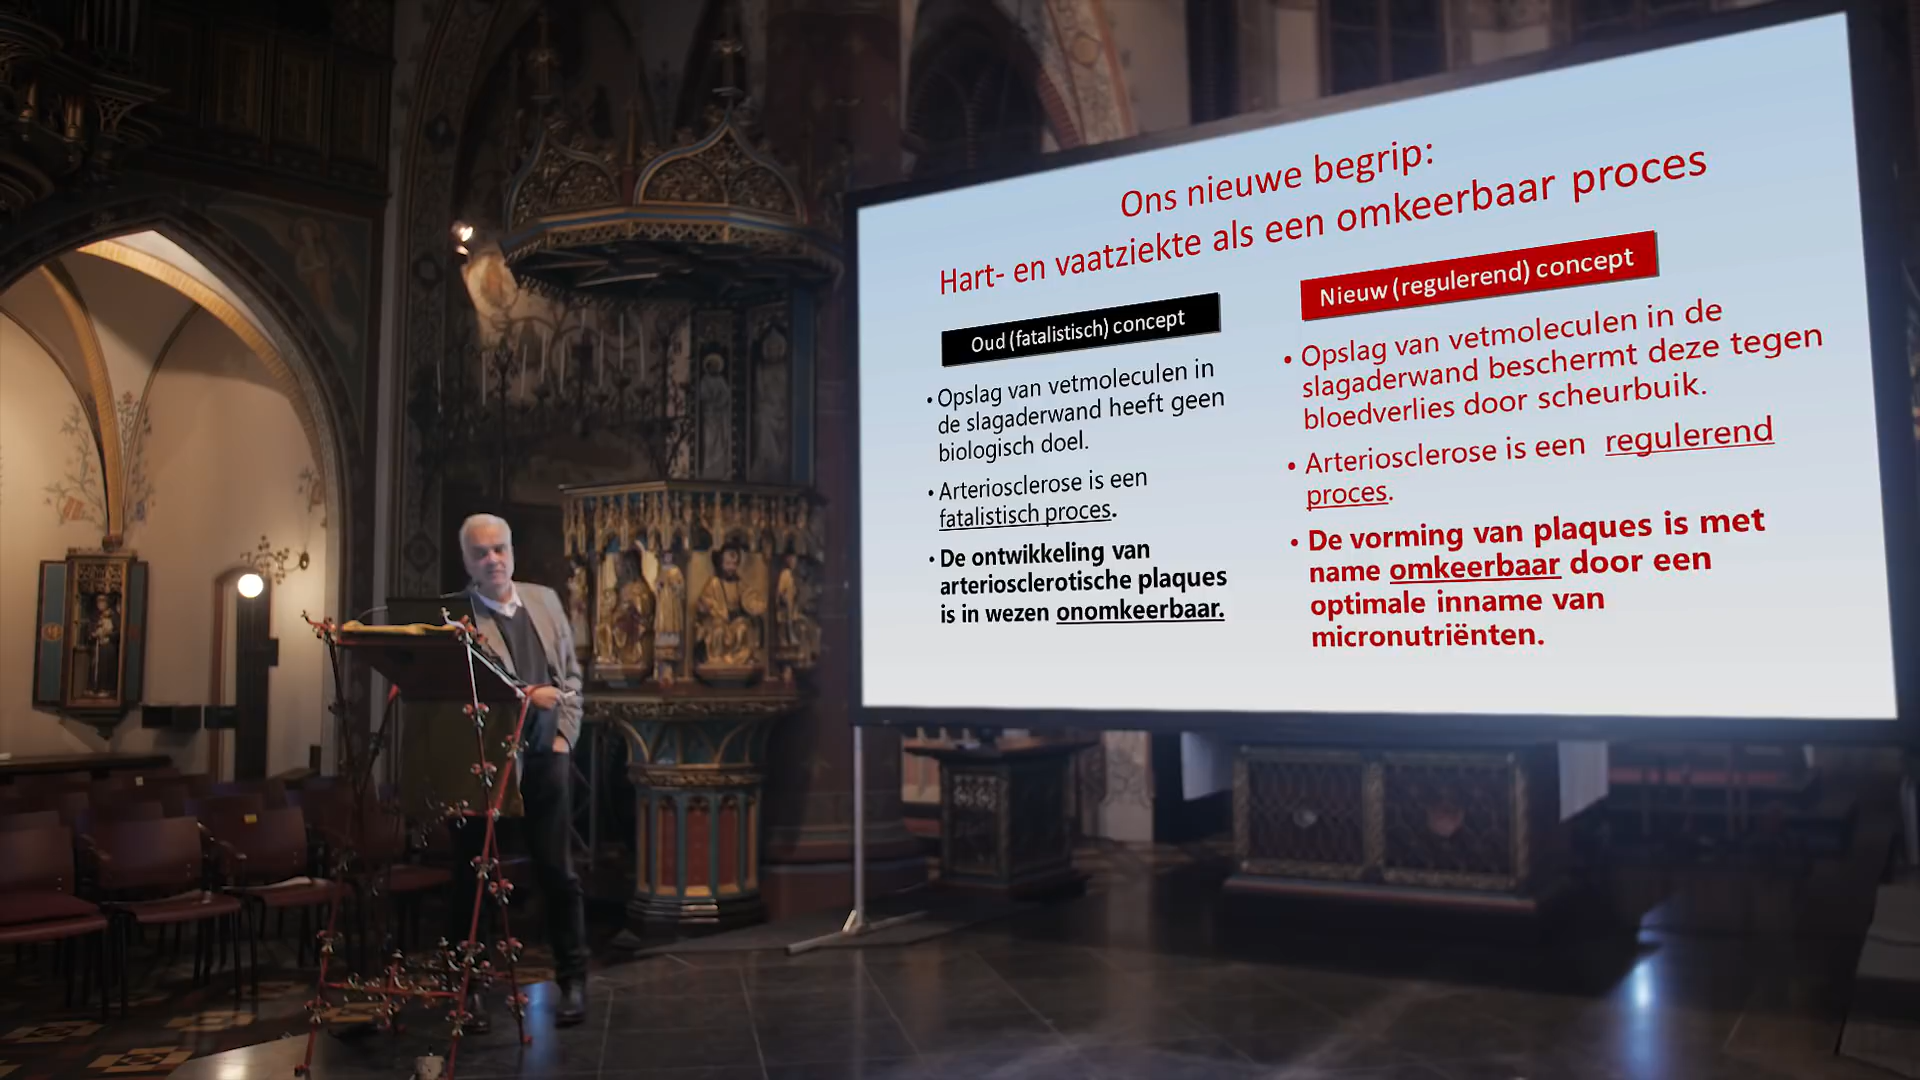 Ons nieuwe begrip:
Hart- en vaatziekte als een omkeerbaar proces
Oud (fatalistisch) concept
• Opslag van vetmoleculen in
de slagaderwand heeft geen
biologisch doel.
• Arteriosclerose is een
fatalistisch proces.
• De ontwikkeling van
arteriosclerotische plaques
is in wezen onomkeerbaar.
Nieuw (regulerend) concept
• Opslag van vetmoleculen in de
slagaderwand beschermt deze tegen
bloedverlies door scheurbuik.
• Arteriosclerose is een regulerend
proces.
• De vorming van plaques is met
name omkeerbaar door een
optimale inname van
micronutriënten.